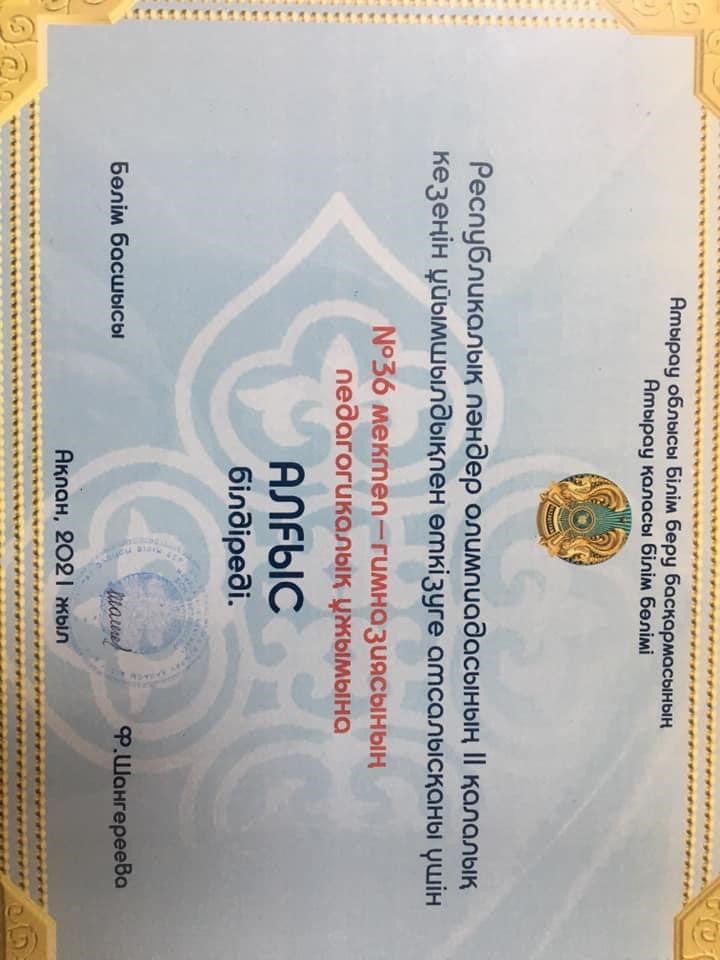 Атырау облысы білім беру басқармасының
Атырау қаласы білім бөлімі
Республикалық пәндер олимпиадасының II қалалық
кезеңін ұйымшылдықпен өткізуге атсалысқаны үшін
№36 мектеп – гимназиясының
педагогикалық ұжымына
АЛҒЫС
білдіреді.
Бөлім басшысы
Ф.Шангереева
Ақпан, 2021 жыл